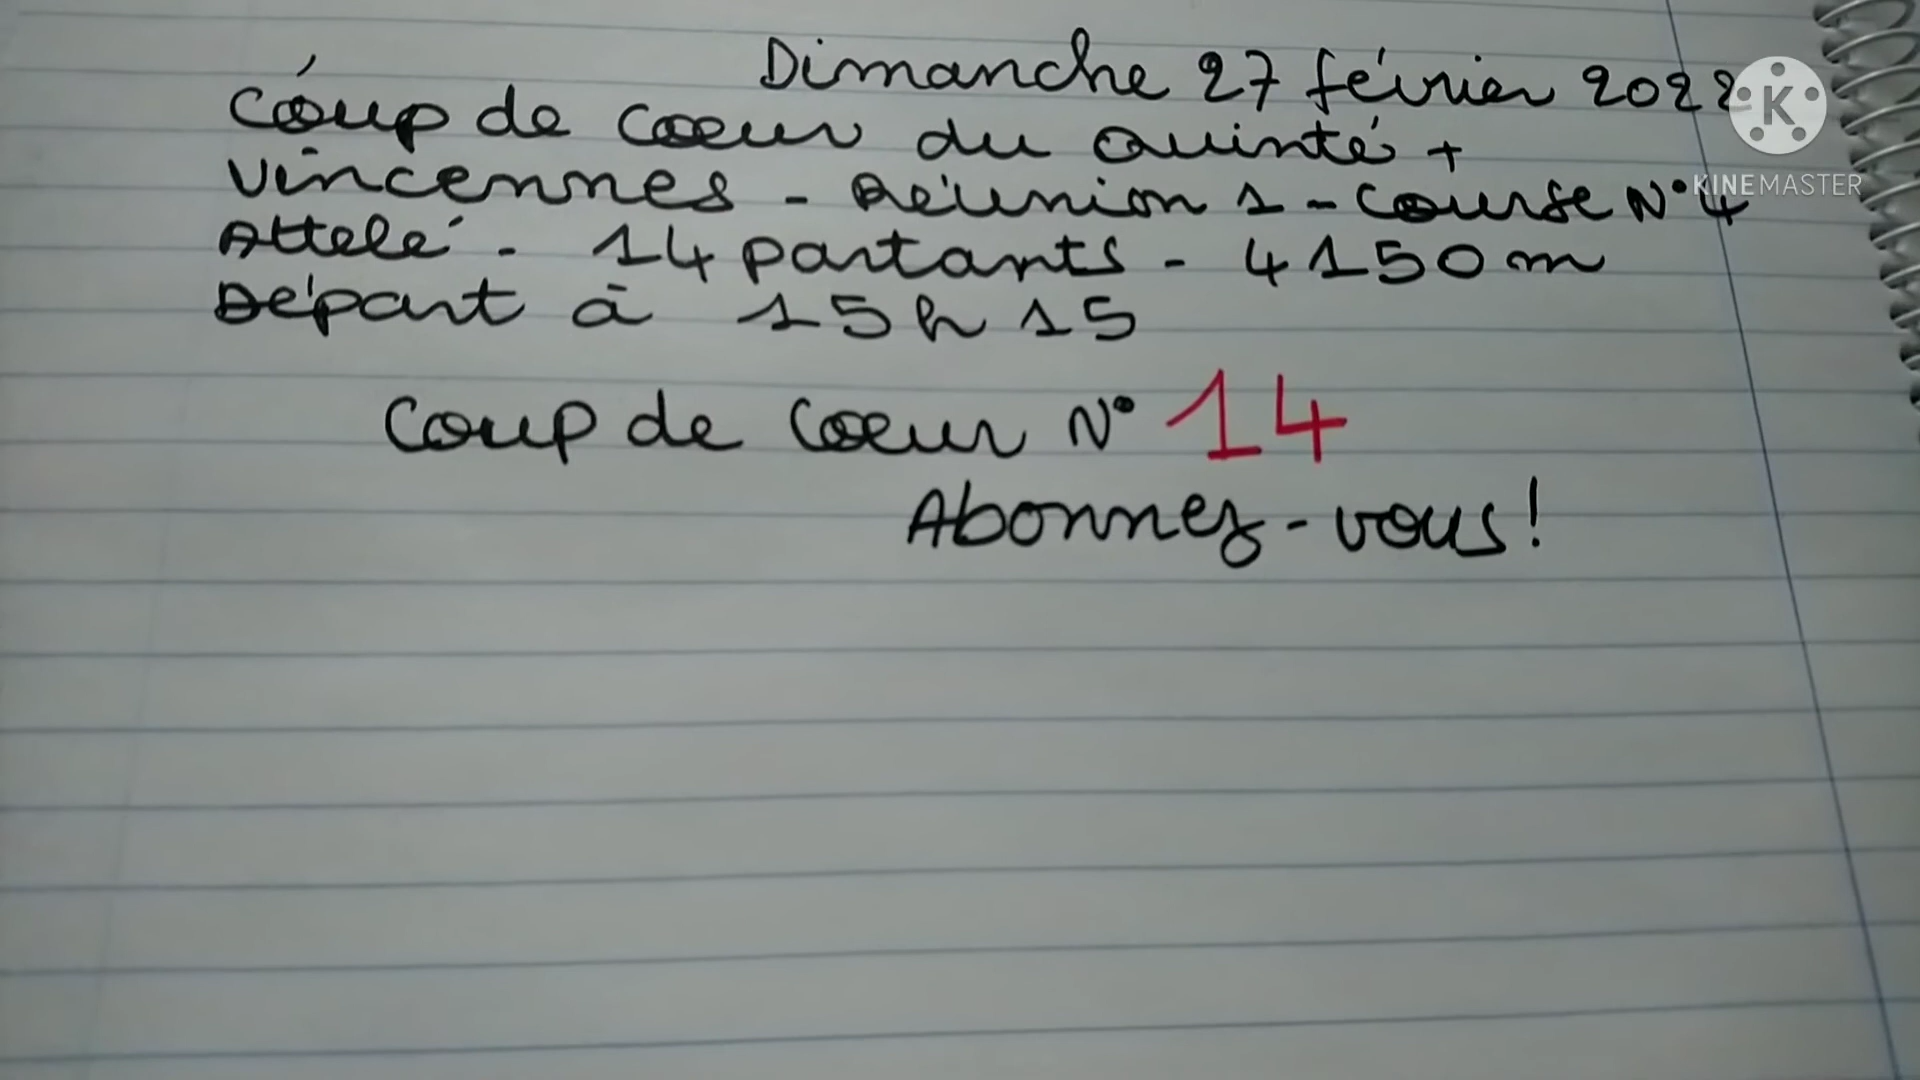 Dimanche 27 février 2022
Coup de coeur du Quinté +
Vincennes - Réunion 1 - Course N° 4
Attelé - 14 partants - 4150 m
Départ à 15h15
Coup de coeur N° 14
Abonnez-vous!
K
KINEMASTER